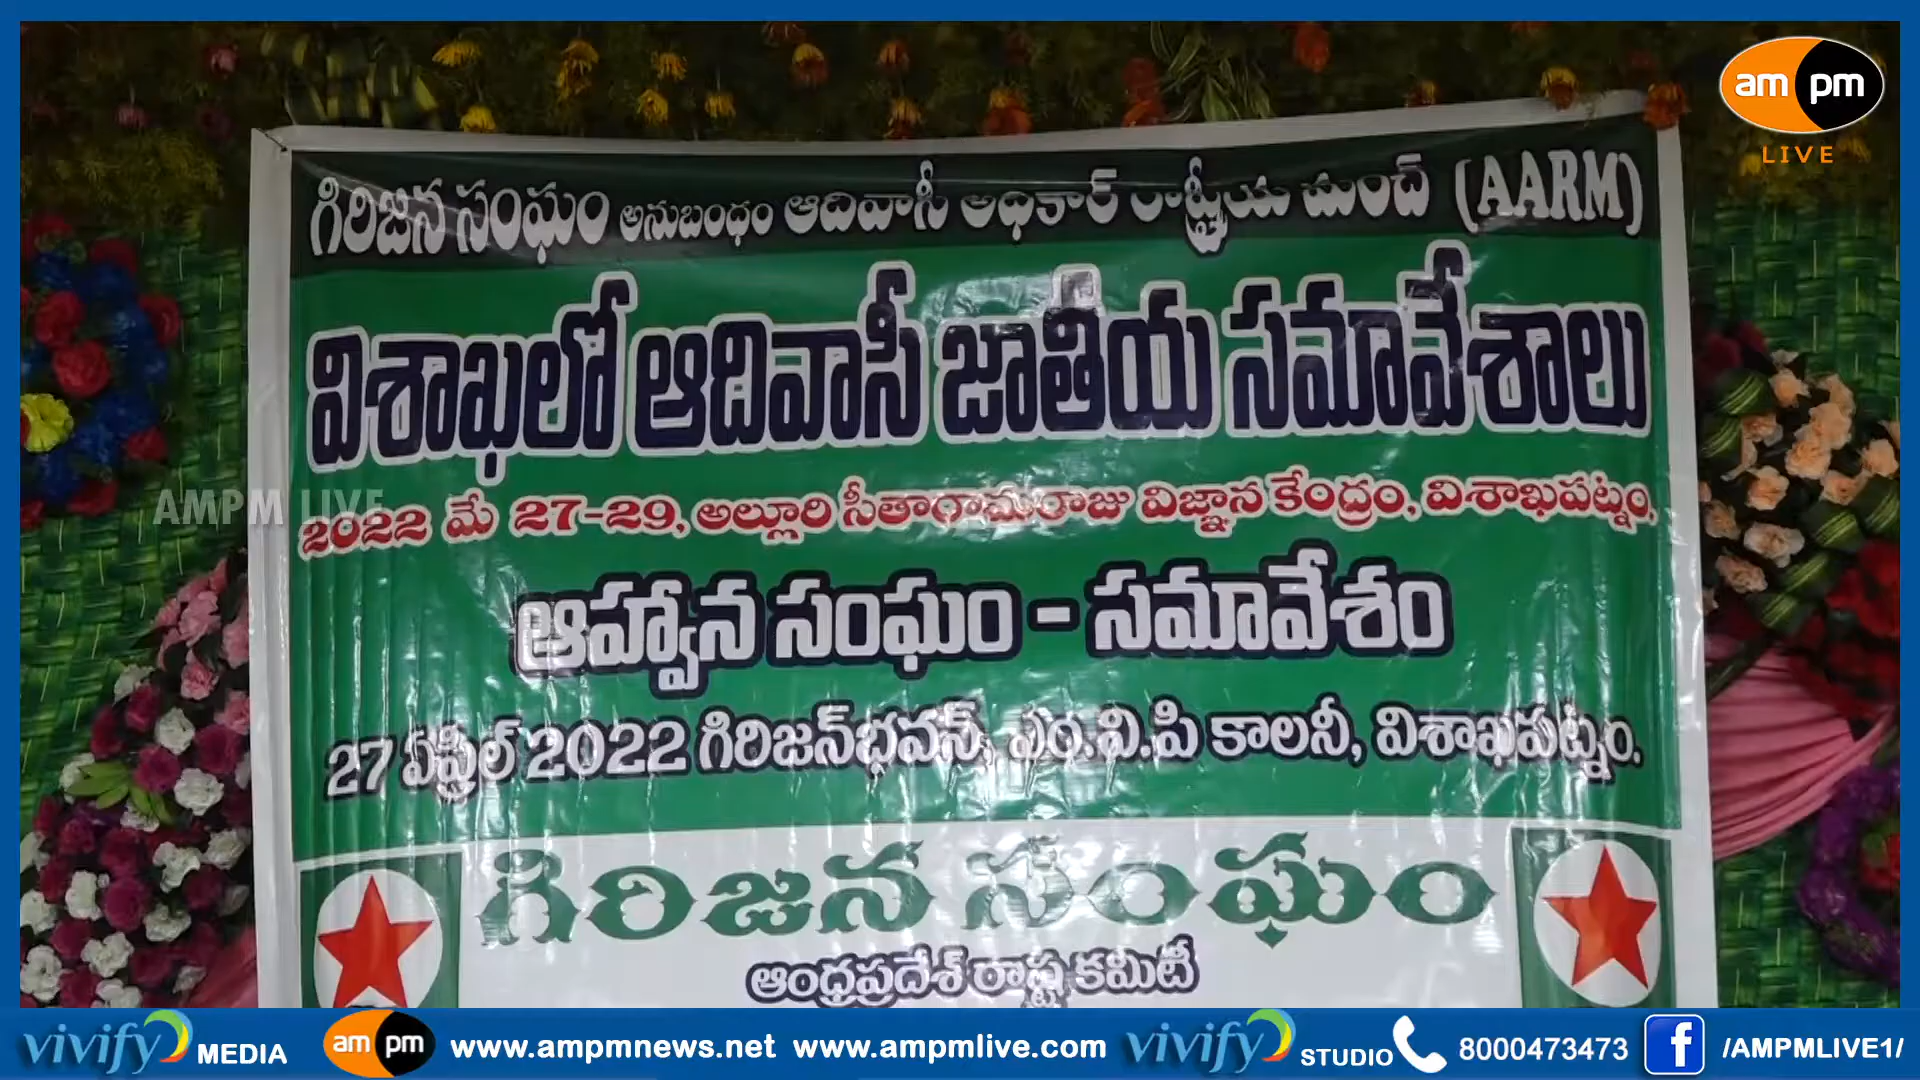 am pm
LIVE
గిరిజన సంఘం అనుబంధం ఆదివాసీ అధికార్ రాష్ట్రీయ మంచ్ (AARM)
విశాఖలో ఆదివాసీ జాతీయ సమావేశాలు
AMPM LIVE
2022 మే 27-29, అల్లూరి సీతారామరాజు విజ్ఞాన కేంద్రం, విశాఖపట్నం.
ఆహ్వాన సంఘం - సమావేశం
27 ఏప్రిల్ 2022 గిరిజన్‌భవన్, ఎం.వి.పి కాలనీ, విశాఖపట్నం.
గిరిజన సంఘం
ఆంధ్రప్రదేశ్ రాష్ట్ర కమిటీ
vivify MEDIA am pm www.ampmnews.net www.ampmlive.com vivify STUDIO 8000473473 f /AMPMLIVE1/